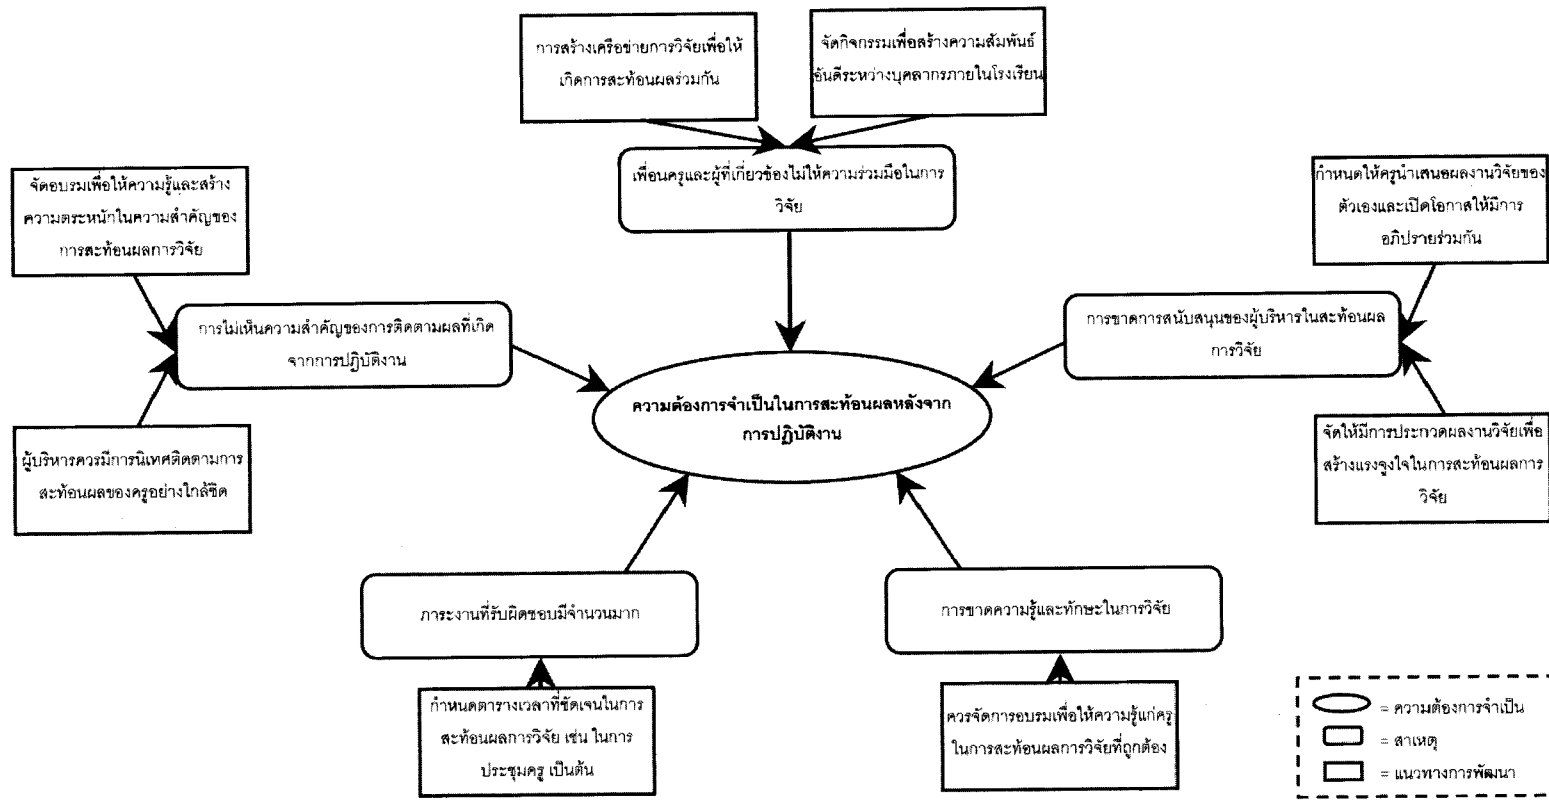 การสร้างเครือข่ายการวิจัยเพื่อให้
เกิดการสะท้อนผลร่วมกัน
จัดกิจกรรมเพื่อสร้างความสัมพันธ์
อันดีระหว่างบุคลากรภายในโรงเรียน
เพื่อนครูและผู้ที่เกี่ยวข้องไม่ให้ความร่วมมือในการ
วิจัย
จัดอบรมเพื่อให้ความรู้และสร้าง
ความตระหนักในความสำคัญของ
การสะท้อนผลการวิจัย
กำหนดให้ครูนำเสนอผลงานวิจัยของ
ตัวเองและเปิดโอกาสให้มีการ
อภิปรายร่วมกัน
การไม่เห็นความสำคัญของการติดตามผลที่เกิด
จากการปฏิบัติงาน
การขาดการสนับสนุนของผู้บริหารในสะท้อนผล
การวิจัย
ความต้องการจำเป็นในการสะท้อนผลหลังจาก
การปฏิบัติงาน
ผู้บริหารควรมีการนิเทศติดตามการ
สะท้อนผลของครูอย่างใกล้ชิด
จัดให้มีการประกวดผลงานวิจัยเพื่อ
สร้างแรงจูงใจในการสะท้อนผลการ
วิจัย
ภาระงานที่รับผิดชอบมีจำนวนมาก
การขาดความรู้และทักษะในการวิจัย
กำหนดตารางเวลาที่ชัดเจนในการ
สะท้อนผลการวิจัย เช่น ในการ
ประชุมครู เป็นต้น
ควรจัดการอบรมเพื่อให้ความรู้แก่ครู
ในการสะท้อนผลการวิจัยที่ถูกต้อง
= ความต้องการจำเป็น
= สาเหตุ
= แนวทางการพัฒนา